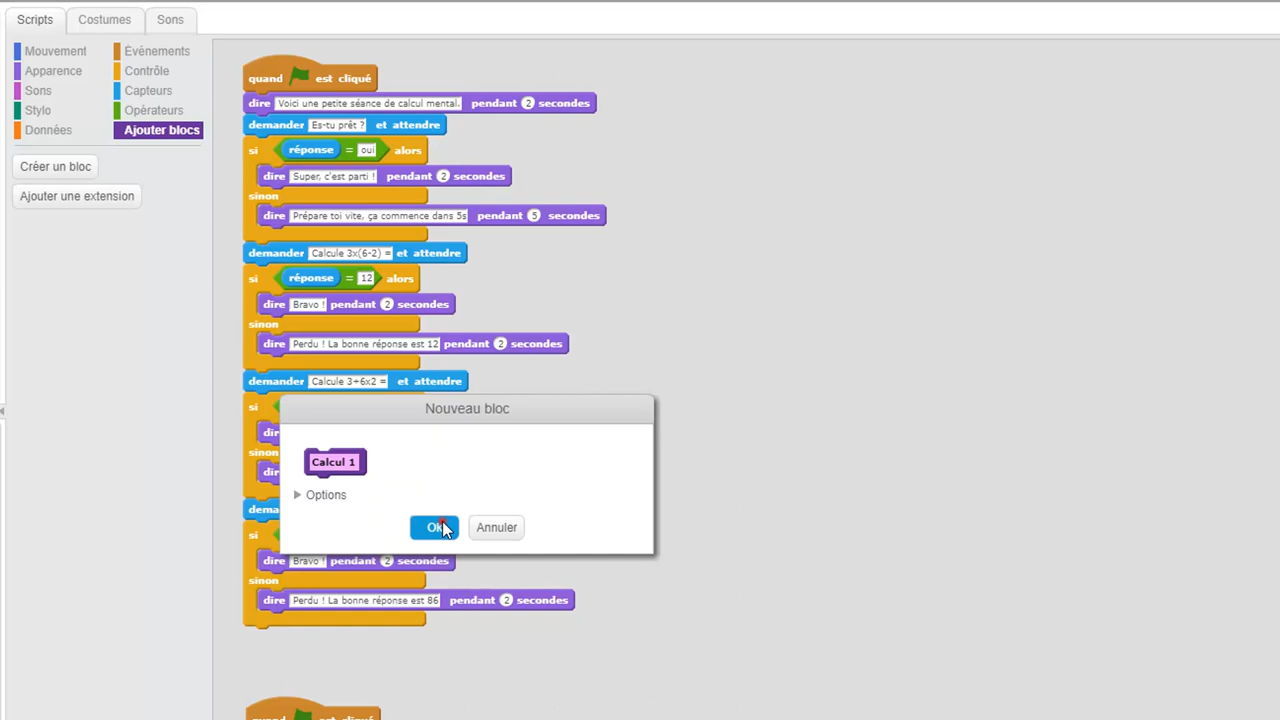 Scripts Costumes Sons
Mouvement Évènements
Apparence Contrôle
Sons Capteurs
Stylo Opérateurs
Données Ajouter blocs
Créer un bloc
Ajouter une extension
quand est cliqué
dire Voici une petite séance de calcul mental. pendant 2 secondes
demander Es-tu prêt ? et attendre
si réponse = oui alors
dire Super, c'est parti ! pendant 2 secondes
sinon
dire Prépare toi vite, ça commence dans 5s pendant 5 secondes
demander Calcule 3x(6-2) = et attendre
si réponse = 12 alors
dire Bravo ! pendant 2 secondes
sinon
dire Perdu ! La bonne réponse est 12 pendant 2 secondes
demander Calcule 3+6x2 = et attendre
si
sinon
si
dire Bravo ! pendant 2 secondes
sinon
dire Perdu ! La bonne réponse est 86 pendant 2 secondes
quand est cliqué
Nouveau bloc
Calcul 1
Options
Ok Annuler